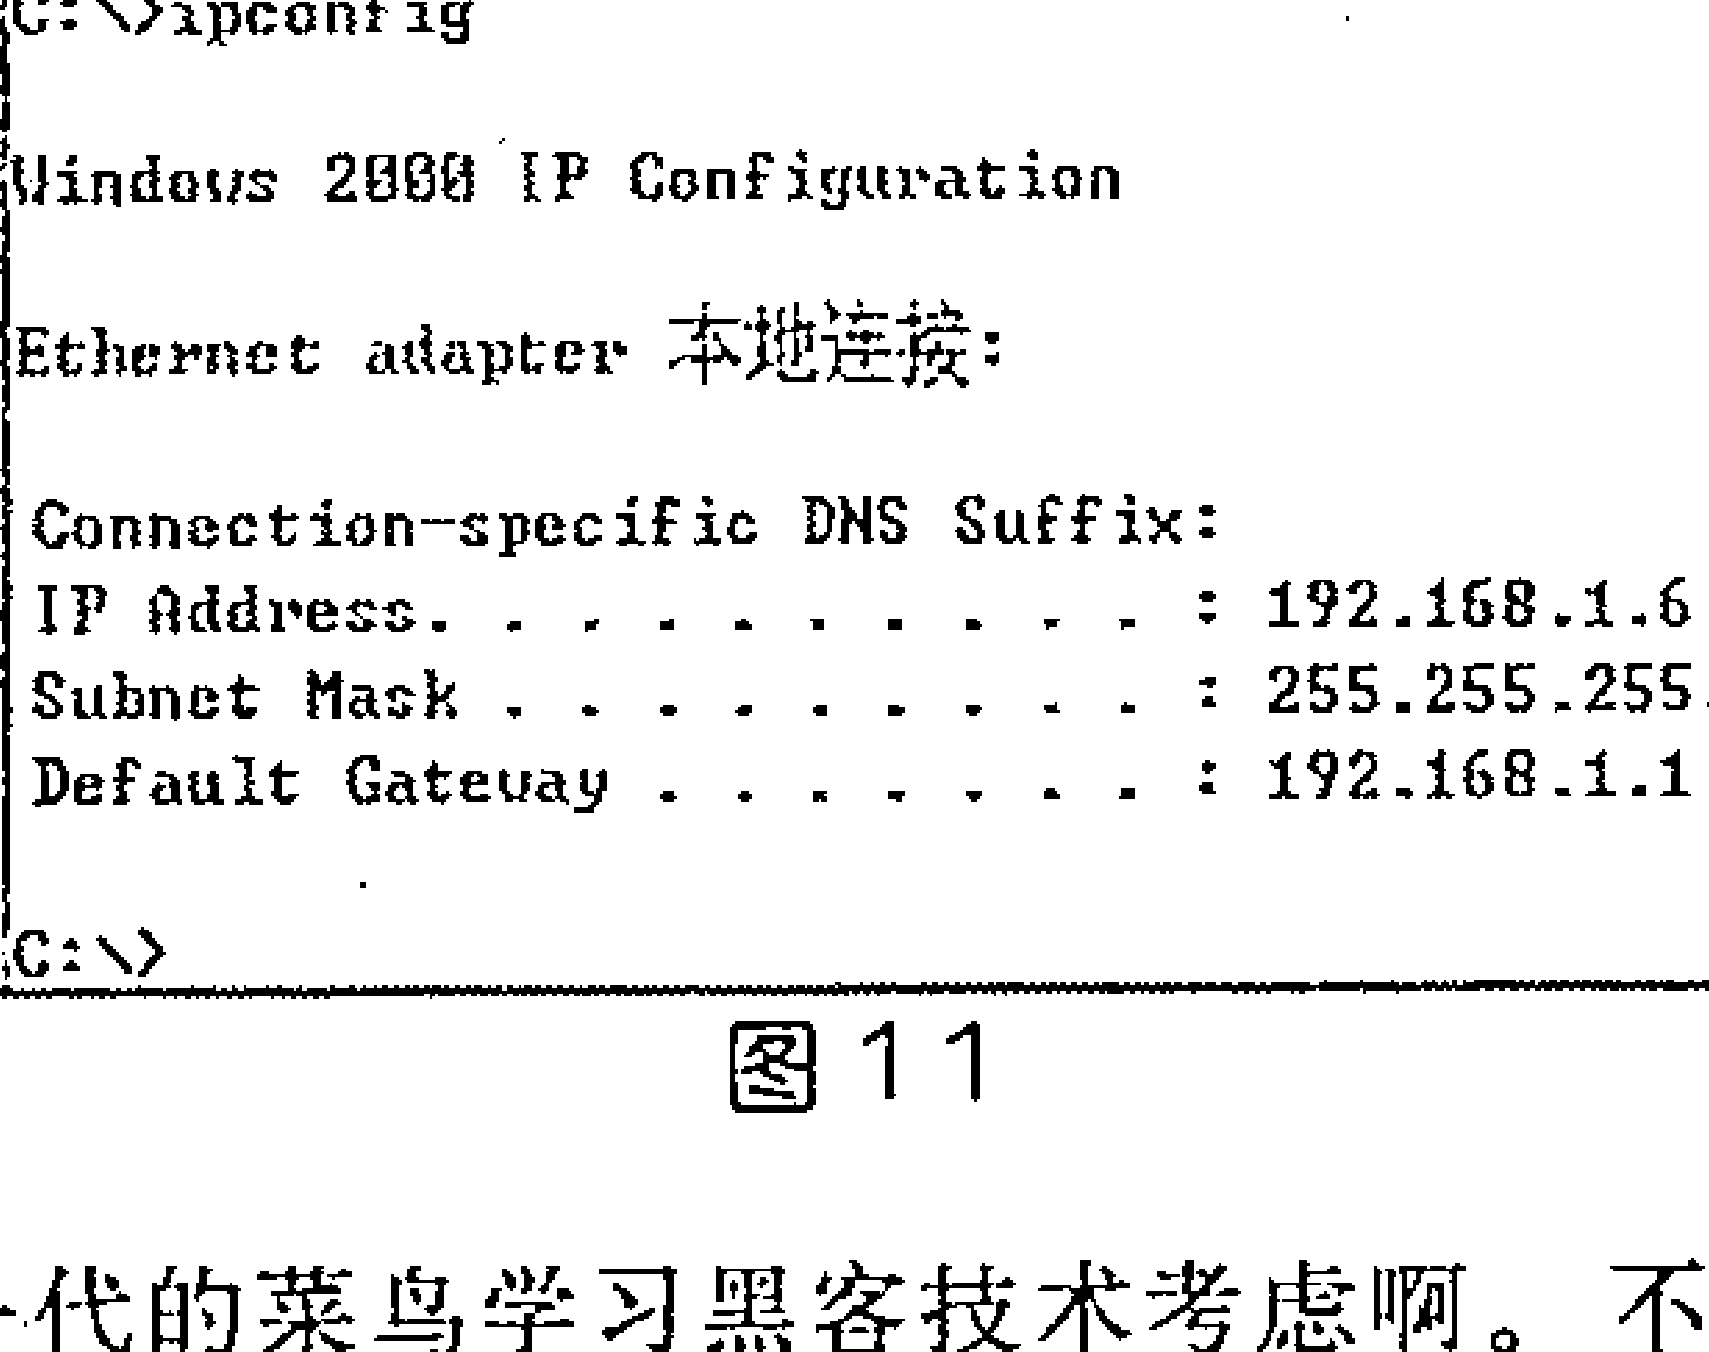 C:\>ipconfig
Windows 2000 IP Configuration
Ethernet adapter 本地连接:
Connection-specific DNS Suffix:
IP Address. . . . . . . . . . : 192.168.1.6
Subnet Mask . . . . . . . . . : 255.255.255.
Default Gateway . . . . . . . : 192.168.1.1
C:\>
图11
代的菜鸟学习黑客技术考虑啊。不